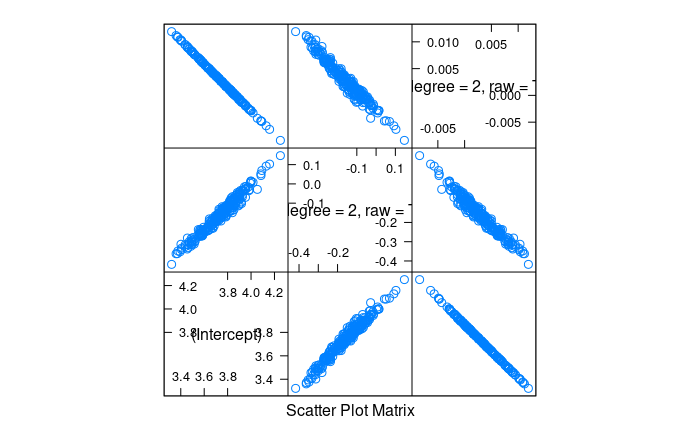 0.010 0.005
0.005
degree = 2, raw =
0.000
-0.005 -0.005
0.1 -0.1 0.1
0.0
-0.1
degree = 2, raw =
-0.2
-0.4 -0.2 -0.3
-0.4
4.2 3.8 4.0 4.2
4.0
3.8 (Intercept) 3.8
3.6
3.4 3.6 3.8 3.4
Scatter Plot Matrix